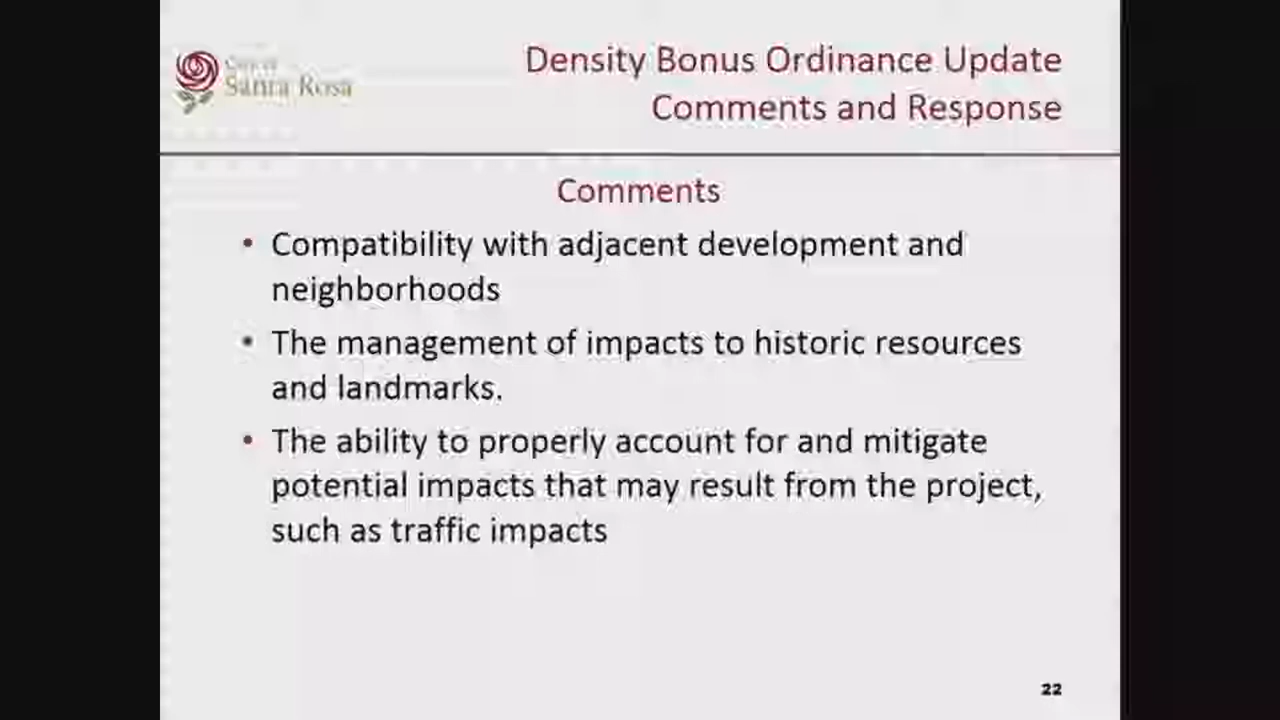 City of
Santa Rosa
Density Bonus Ordinance Update
Comments and Response
Comments
• Compatibility with adjacent development and
neighborhoods
• The management of impacts to historic resources
and landmarks.
• The ability to properly account for and mitigate
potential impacts that may result from the project,
such as traffic impacts
22